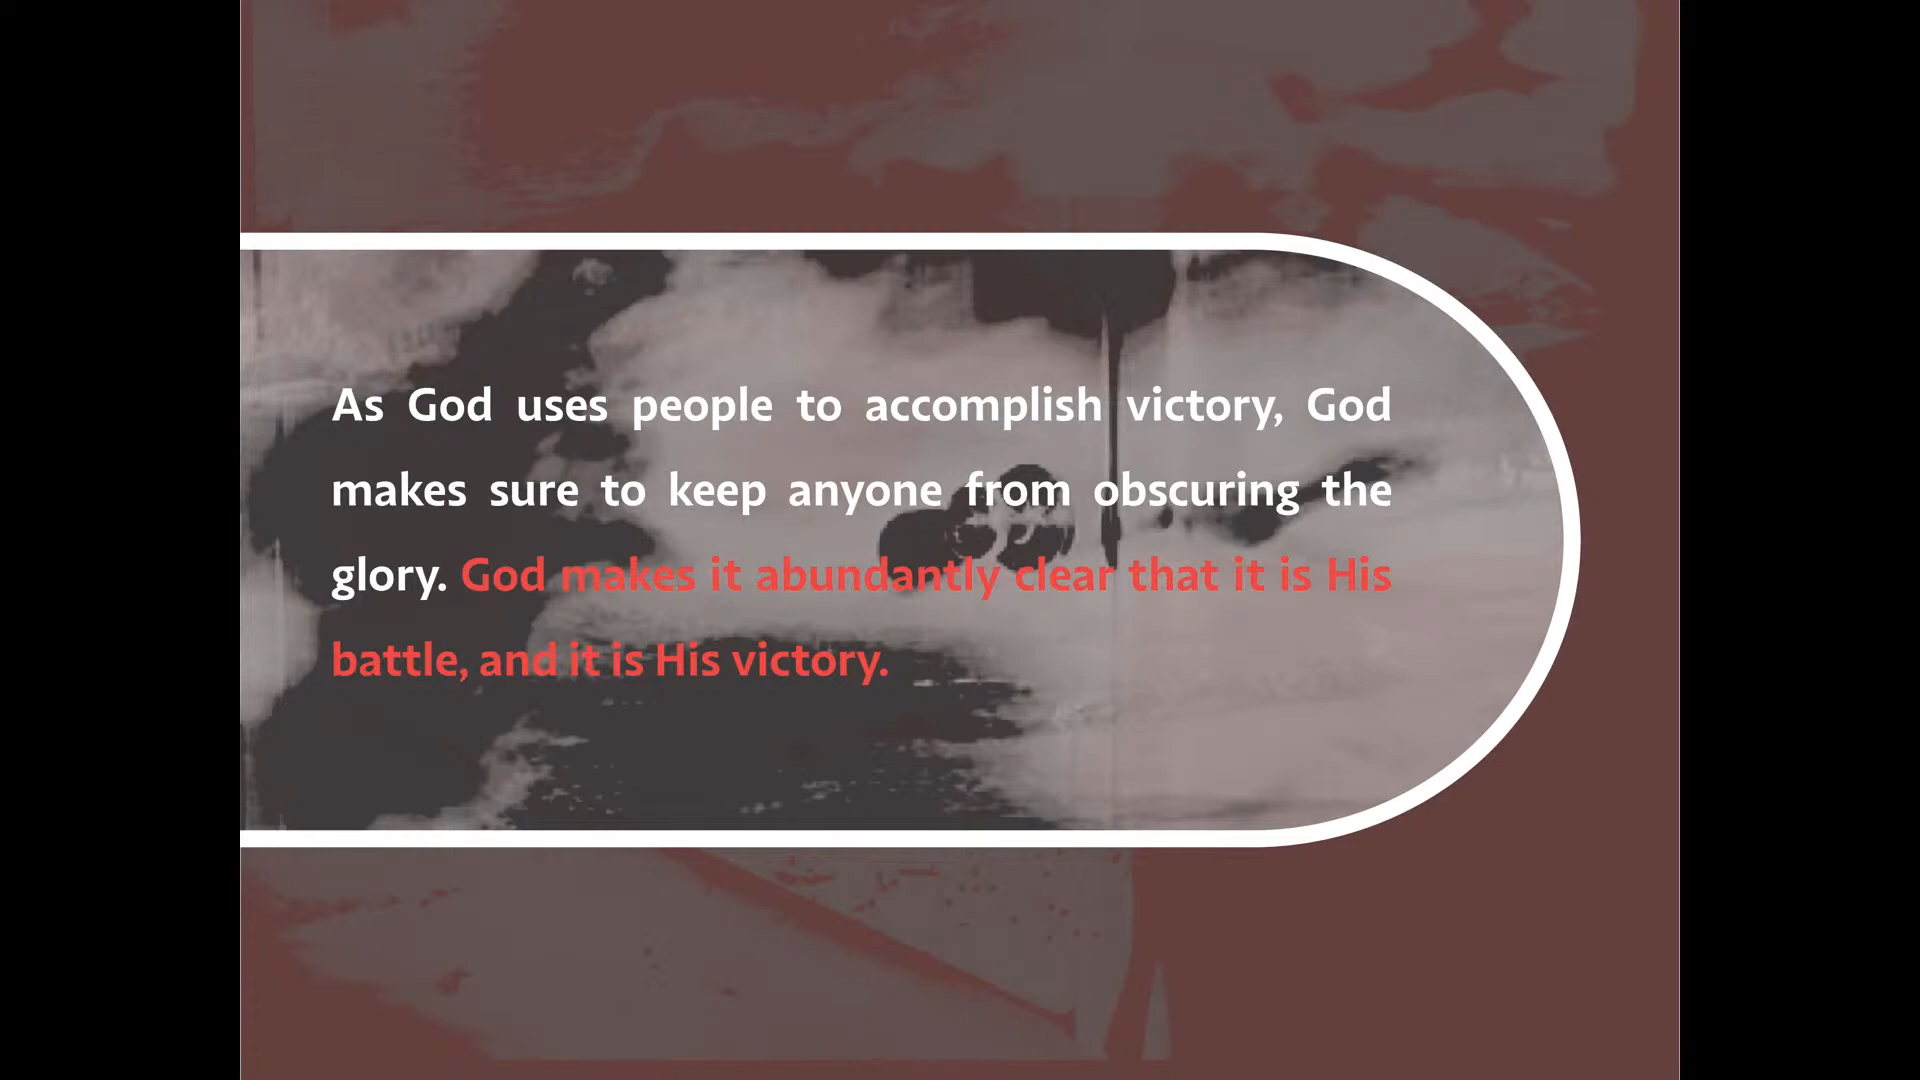 As God uses people to accomplish victory, God
makes sure to keep anyone from obscuring the
glory. God makes it abundantly clear that it is His
battle, and it is His victory.